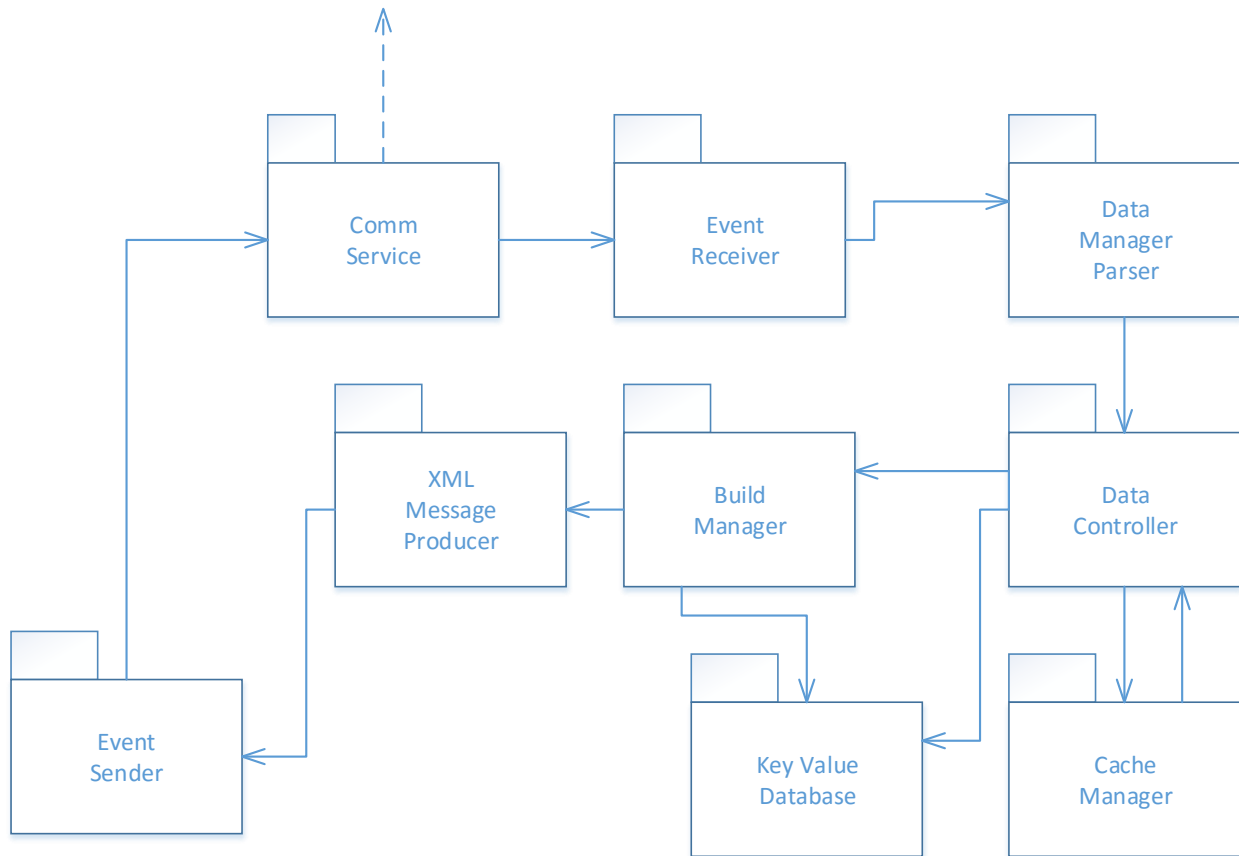 Comm
Service
Event
Receiver
Data
Manager
Parser
XML
Message
Producer
Build
Manager
Data
Controller
Event
Sender
Key Value
Database
Cache
Manager